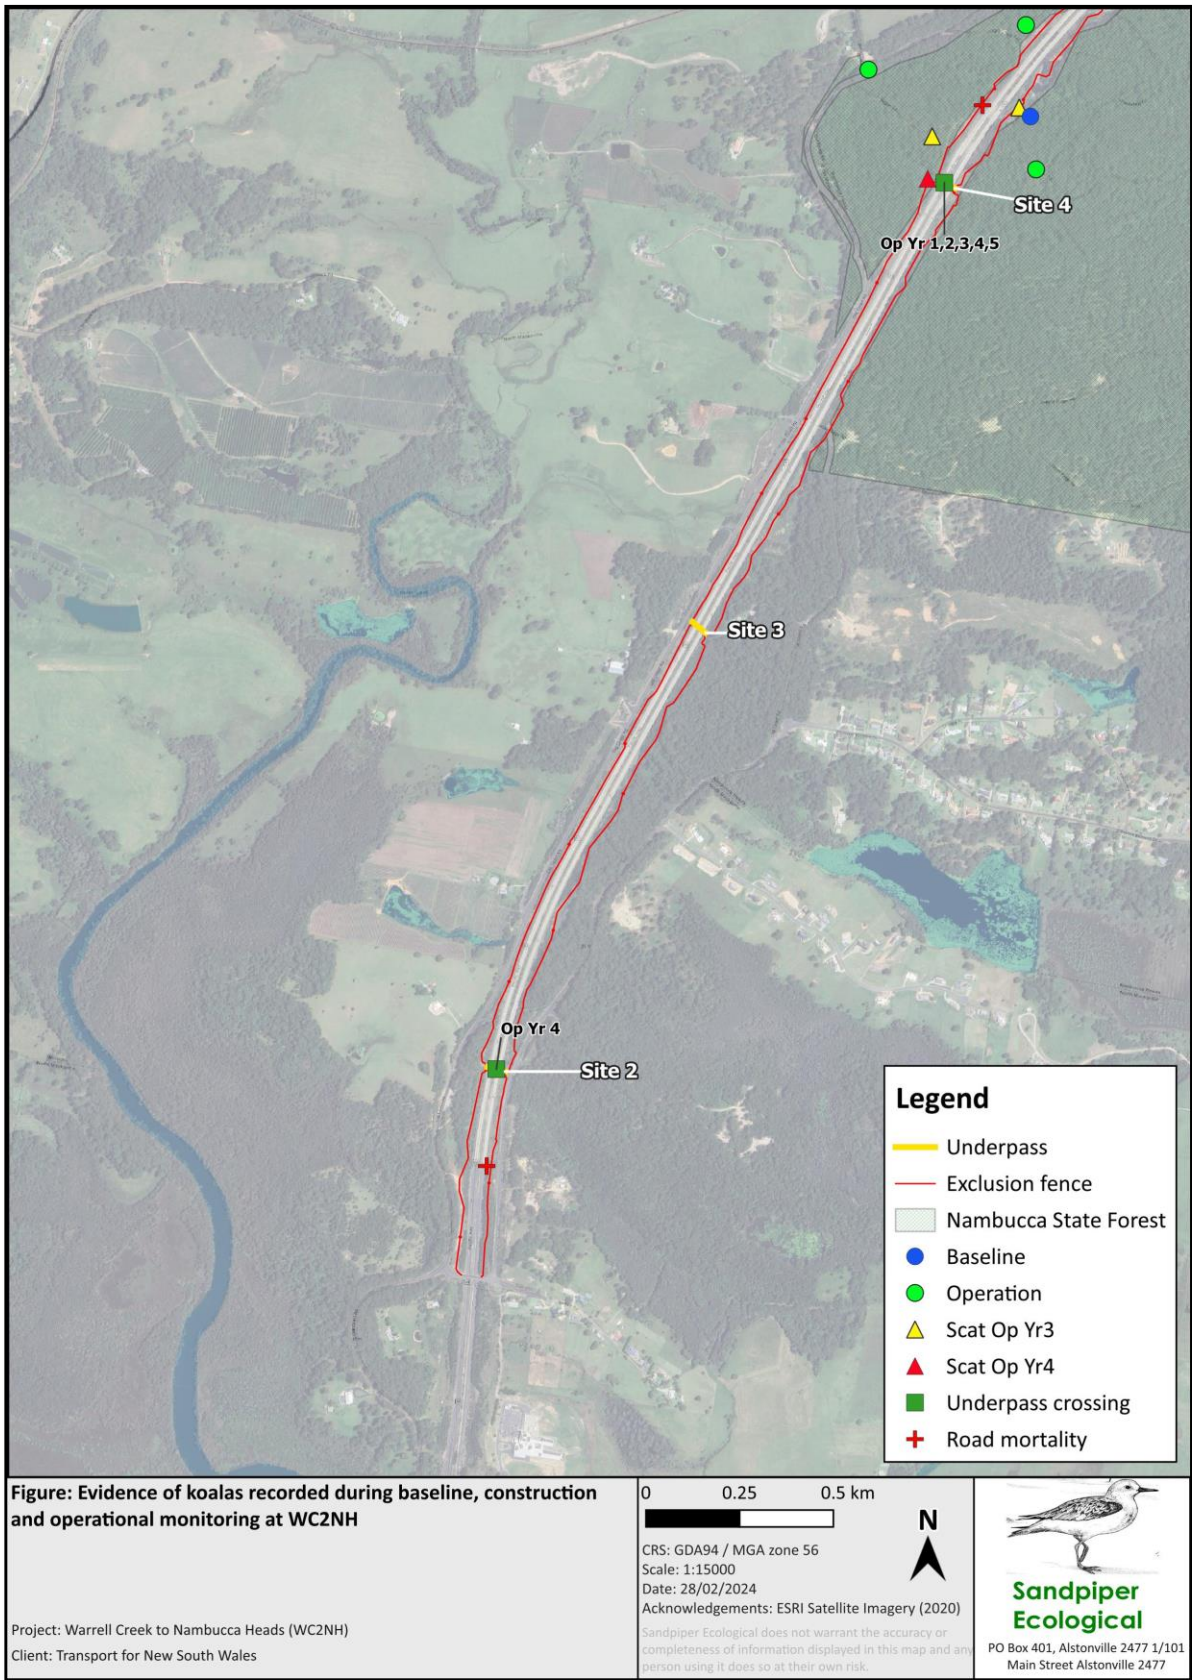 Site 4
Op Yr 1,2,3,4,5
Site 3
Op Yr 4
Site 2
Legend
Underpass
Exclusion fence
Nambucca State Forest
Baseline
Operation
Scat Op Yr3
Scat Op Yr4
Underpass crossing
Road mortality
Figure: Evidence of koalas recorded during baseline, construction
and operational monitoring at WC2NH
Project: Warrell Creek to Nambucca Heads (WC2NH)
Client: Transport for New South Wales
0 0.25 0.5 km
N
CRS: GDA94 / MGA zone 56
Scale: 1:15000
Date: 28/02/2024
Acknowledgements: ESRI Satellite Imagery (2020)
Sandpiper Ecological does not warrant the accuracy or
completeness of information displayed in this map and any
person using it does so at their own risk.
Sandpiper
Ecological
PO Box 401, Alstonville 2477 1/101
Main Street Alstonville 2477